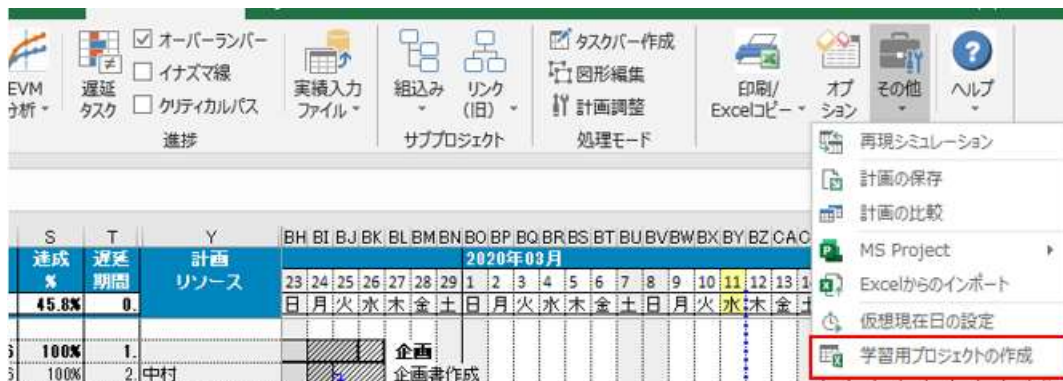 EVM
分析
遅延
タスク
オーバーランバー
イナズマ線
クリティカルパス
進捗
実績入力
ファイル
組込み
リンク
(旧)
サブプロジェクト
タスクバー作成
図形編集
計画調整
処理モード
印刷/
Excelコピー
オプ
ション
その他
ヘルプ
再現シミュレーション
計画の保存
計画の比較
MS Project
Excelからのインポート
仮想現在日の設定
学習用プロジェクトの作成
S T Y BH BI BJ BK BL BM BN BO BP BQ BR BS BT BU BV BW BX BY BZ CA
達成 遅延 計画 2020年03月
% 期間 リソース 23 24 25 26 27 28 29 1 2 3 4 5 6 7 8 9 10 11 12 13
45.8% 0. 日 月 火 水 木 金 土 日 月 火 水 木 金 土 日 月 火 水 木 金
100% 1. 企画
100% 2. 中村 企画書作成